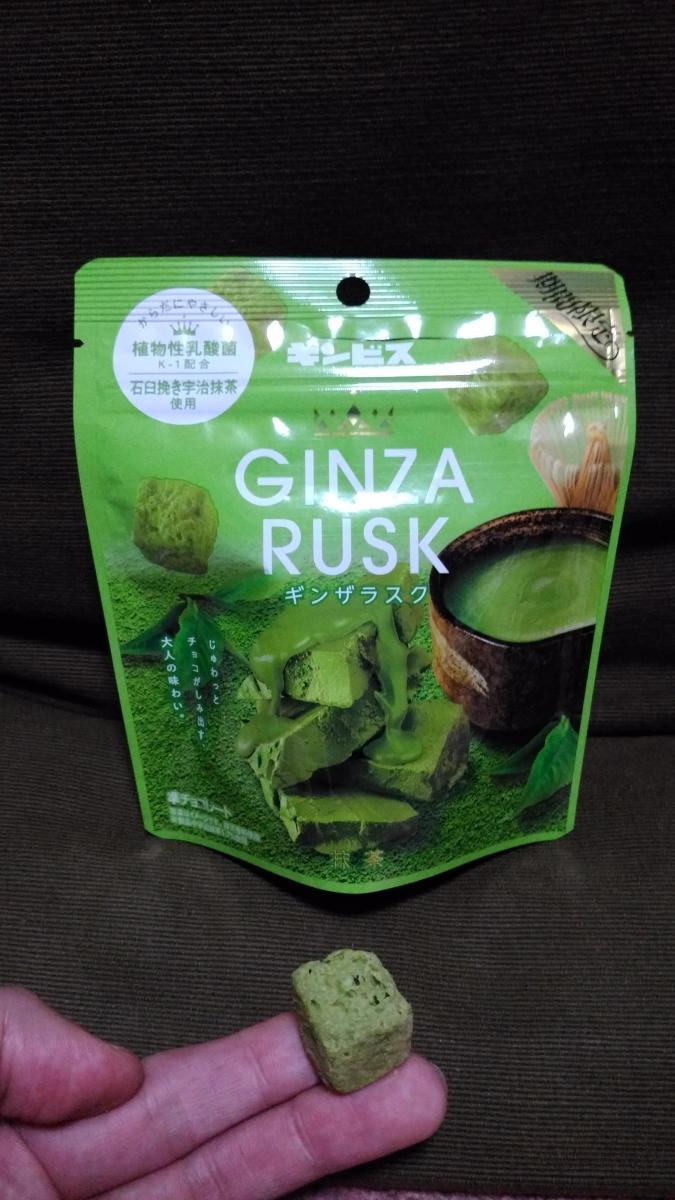 期間限定
からだにやさしい
植物性乳酸菌
K-1配合
石臼挽き宇治抹茶
使用
ギンビス
GINZA
RUSK
ギンザラスク
じゅわっと
チョコがしみ出す、
大人の味わい。
準チョコレート
抹茶